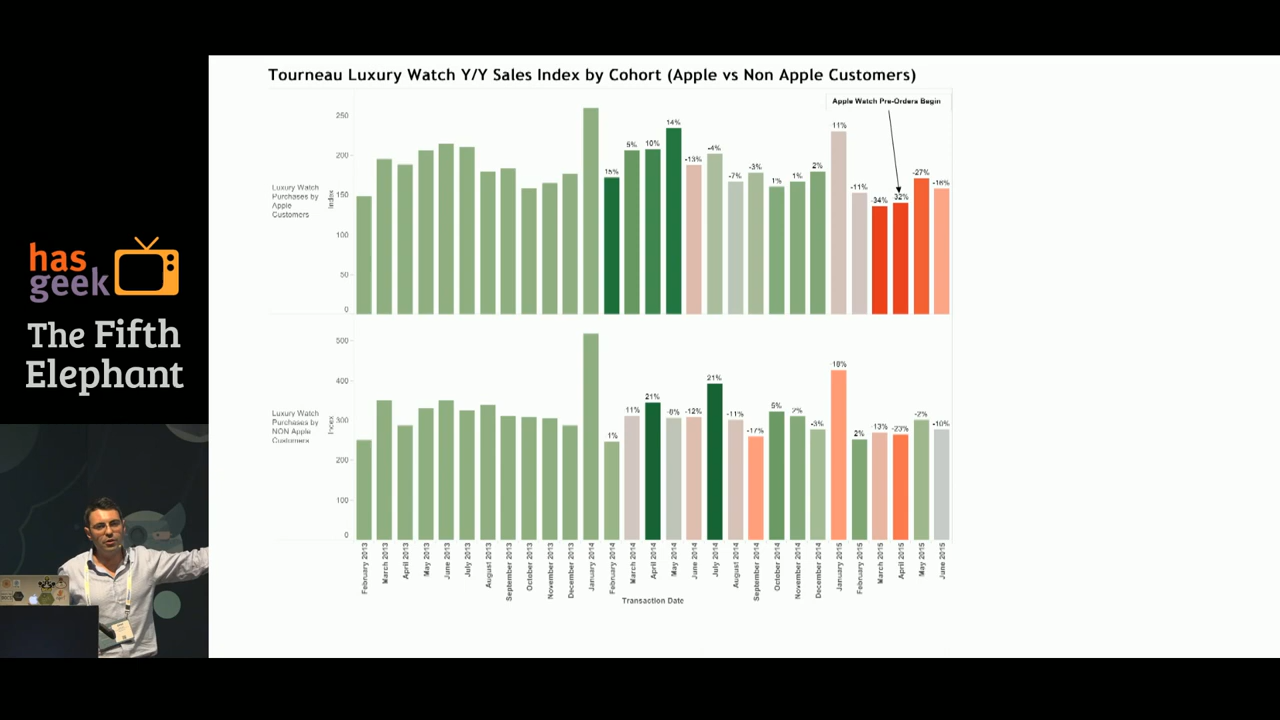 Tourneau Luxury Watch Y/Y Sales Index by Cohort (Apple vs Non Apple Customers)
Apple Watch Pre-Orders Begin
Luxury Watch
Purchases by
Apple
Customers
Index
250
200
150
100
50
0
15%
5%
10%
14%
-13%
-4%
-7%
-3%
1%
1%
2%
11%
-11%
-34%
32%
-27%
-16%
Luxury Watch
Purchases by
NON Apple
Customers
Index
500
400
300
200
100
0
1%
11%
21%
-8%
-12%
21%
-11%
-17%
5%
2%
-3%
-18%
2%
-13%
-23%
-2%
-10%
February 2013
March 2013
April 2013
May 2013
June 2013
July 2013
August 2013
September 2013
October 2013
November 2013
December 2013
January 2014
February 2014
March 2014
April 2014
May 2014
June 2014
July 2014
August 2014
September 2014
October 2014
November 2014
December 2014
January 2015
February 2015
March 2015
April 2015
May 2015
June 2015
Transaction Date
has
geek
The Fifth
Elephant